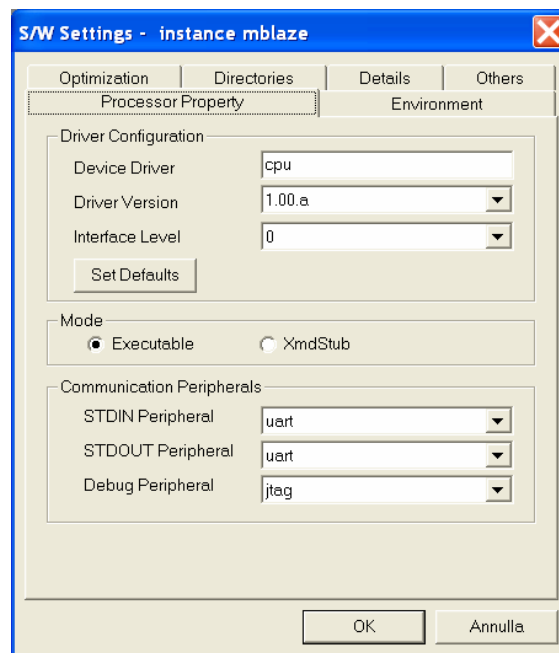 S/W Settings - instance mblaze
Optimization Directories Details Others
Processor Property Environment
Driver Configuration
Device Driver cpu
Driver Version 1.00.a
Interface Level 0
Set Defaults
Mode
Executable XmdStub
Communication Peripherals
STDIN Peripheral uart
STDOUT Peripheral uart
Debug Peripheral jtag
OK Annulla